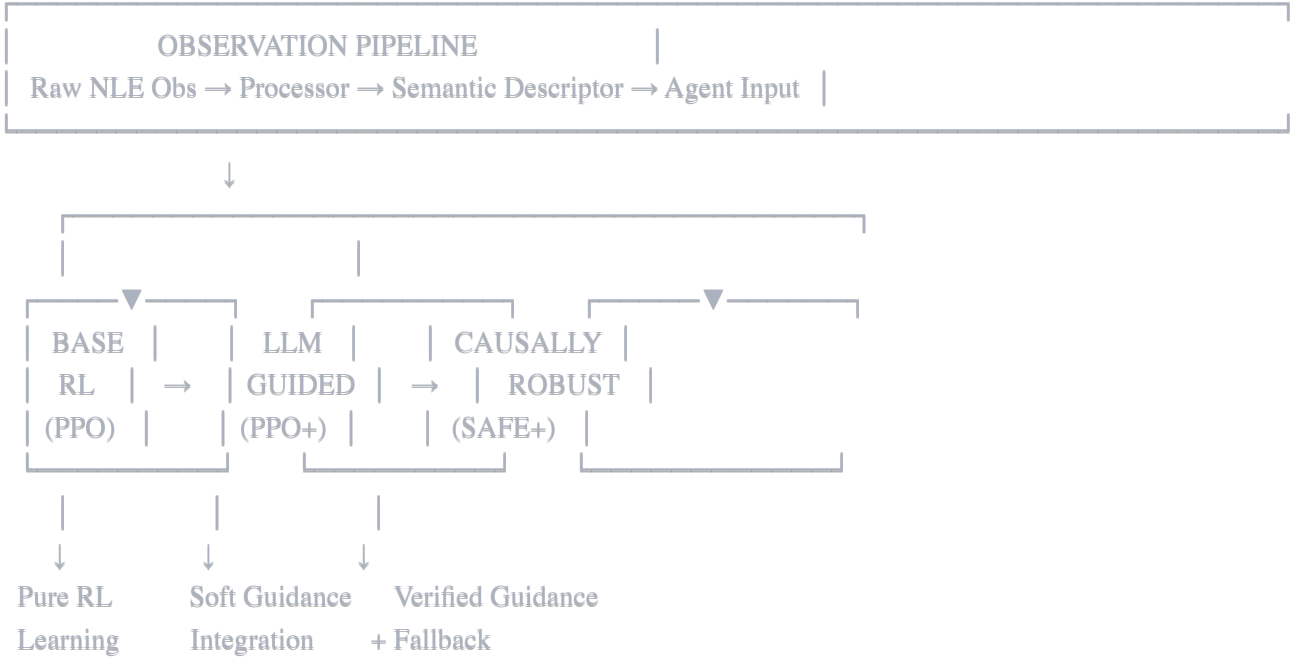 OBSERVATION PIPELINE
Raw NLE Obs → Processor → Semantic Descriptor → Agent Input
↓
▼ ▼
BASE LLM CAUSALLY
RL → GUIDED → ROBUST
(PPO) (PPO+) (SAFE+)
↓ ↓ ↓
Pure RL Soft Guidance Verified Guidance
Learning Integration + Fallback